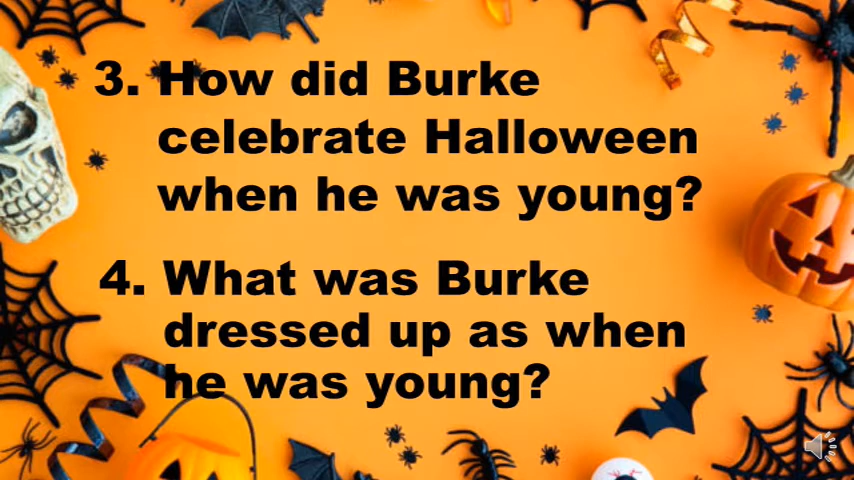 3. How did Burke
celebrate Halloween
when he was young?
4. What was Burke
dressed up as when
he was young?